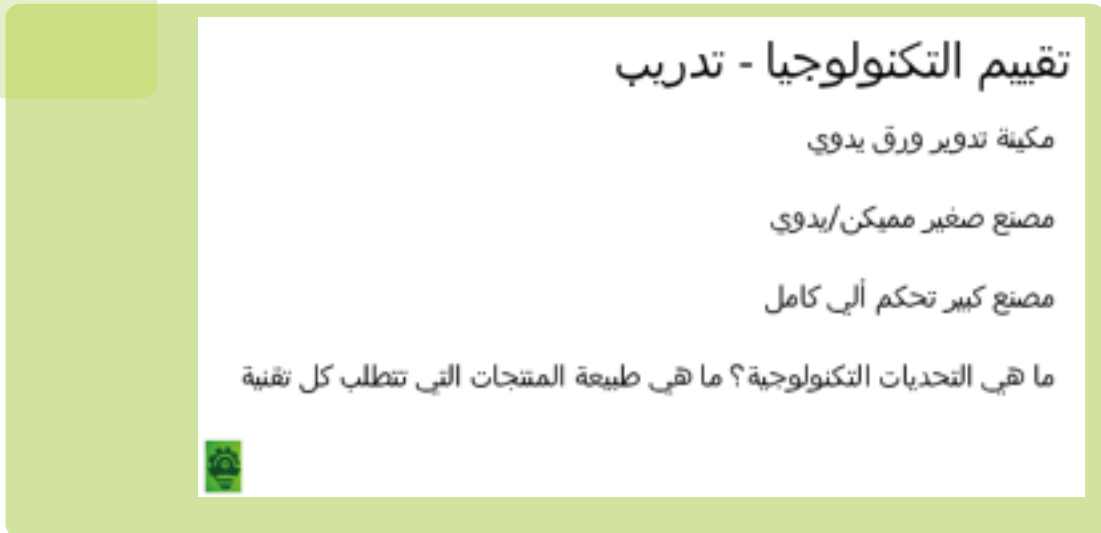 تقييم التكنولوجيا - تدريب
مكينة تدوير ورق يدوي
مصنع صغير مميكن/يدوي
مصنع كبير تحكم ألي كامل
ما هي التحديات التكنولوجية؟ ما هي طبيعة المنتجات التي تتطلب كل تقنية